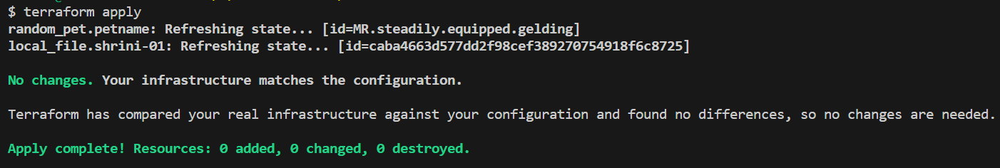 $ terraform apply
random_pet.petname: Refreshing state... [id=MR.steadily.equipped.gelding]
local_file.shrini-01: Refreshing state... [id=caba4663d577dd2f98cef389270754918f6c8725]
No changes. Your infrastructure matches the configuration.
Terraform has compared your real infrastructure against your configuration and found no differences, so no changes are needed.
Apply complete! Resources: 0 added, 0 changed, 0 destroyed.